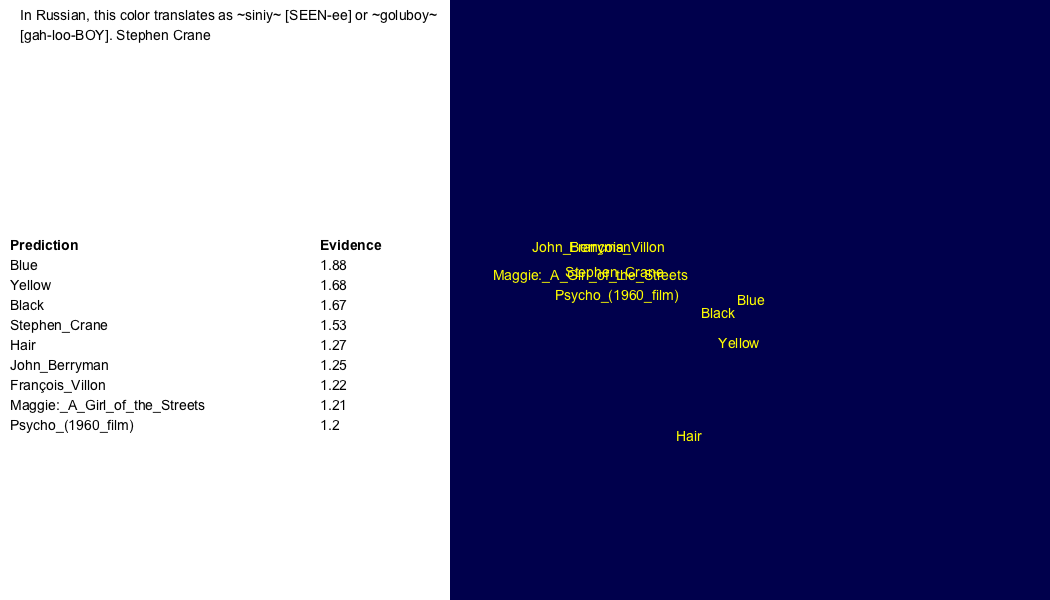 In Russian, this color translates as ~siniy~ [SEEN-ee] or ~goluboy~
[gah-loo-BOY]. Stephen Crane
Prediction Evidence
Blue 1.88
Yellow 1.68
Black 1.67
Stephen_Crane 1.53
Hair 1.27
John_Berryman 1.25
François_Villon 1.22
Maggie:_A_Girl_of_the_Streets 1.21
Psycho_(1960_film) 1.2
John_Berryman
François_Villon
Stephen_Crane
Maggie:_A_Girl_of_the_Streets
Psycho_(1960_film)
Blue
Black
Yellow
Hair